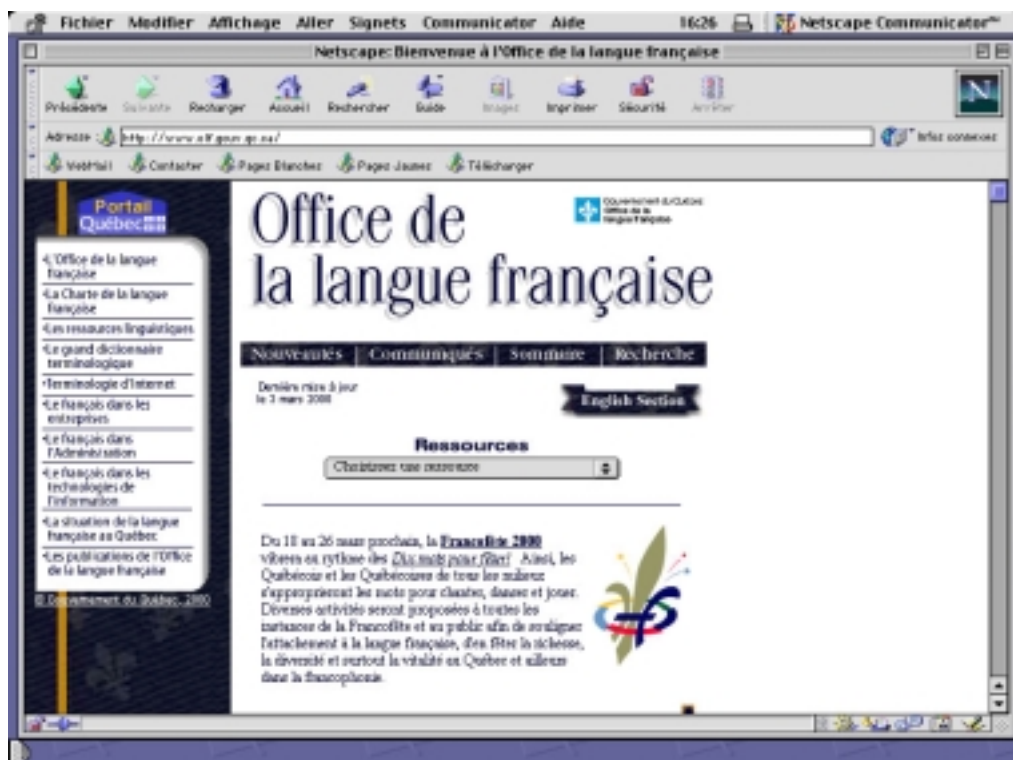 Fichier Modifier Affichage Aller Signets Communicator Aide 16:26 Netscape Communicator™
Netscape: Bienvenue à l'Office de la langue française
Précédente Suivante Recharger Accueil Rechercher Guide Images Imprimer Sécurité Arrêter
Adresse : http://www.olf.gouv.qc.ca/ Infos connexes
WebMail Contacter Pages Blanches Pages Jaunes Télécharger
Portail
Québec
L'Office de la langue
française
La Charte de la langue
française
Les ressources linguistiques
Le grand dictionnaire
terminologique
Terminologie d'Internet
Le français dans les
entreprises
Le français dans
l'Administration
Le français dans les
technologies de
l'information
La situation de la langue
française au Québec
Les publications de l'Office
de la langue française
© Gouvernement du Québec, 2000
Office de
la langue française
Gouvernement du Québec
Office de la
langue française
Nouveautés Communiqués Sommaire Recherche
Dernière mise à jour
le 3 mars 2000
English Section
Ressources
Choisissez une ressource
Du 10 au 26 mars prochain, la Francofête 2000
vibrera au rythme des Dix mots pour fêter! Ainsi, les
Québécois et les Québécoises de tous les milieux
s'approprieront les mots pour chanter, danser et jouer.
Diverses activités seront proposées à toutes les
instances de la Francofête et au public afin de souligner
l'attachement à la langue française, d'en fêter la richesse,
la diversité et surtout la vitalité au Québec et ailleurs
dans la francophonie.